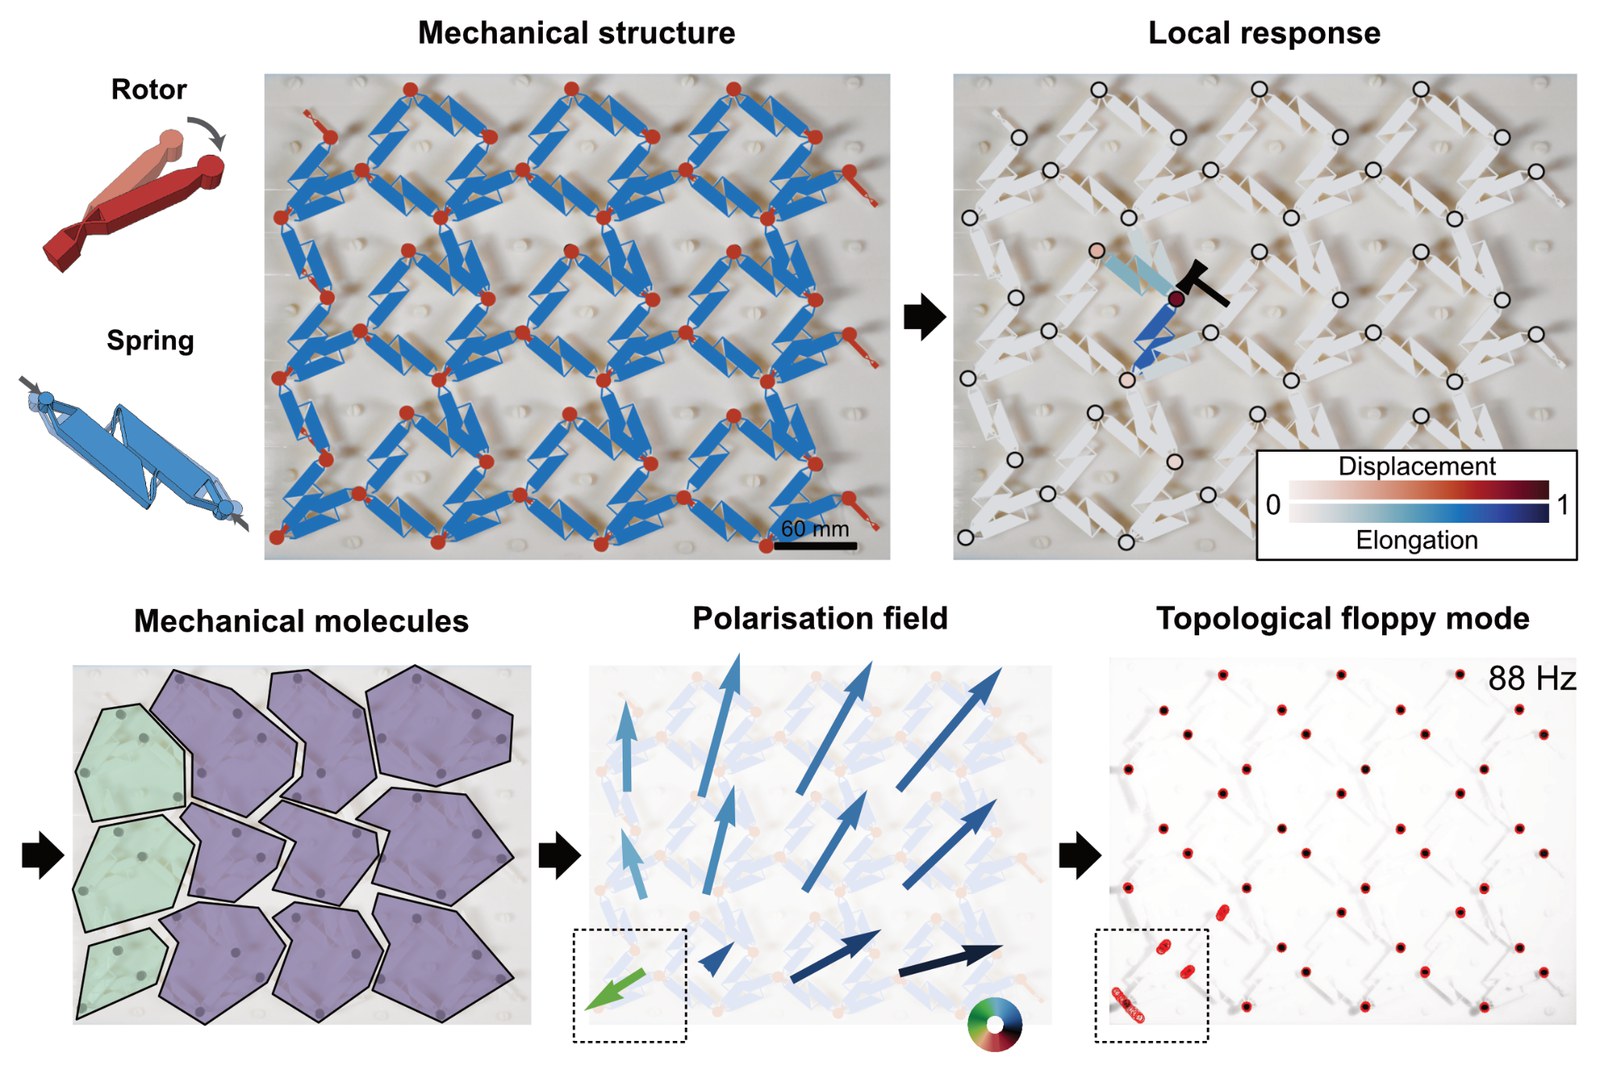 Mechanical structure
Local response
Rotor
Spring
60 mm
Displacement
0
1
Elongation
Mechanical molecules
Polarisation field
Topological floppy mode
88 Hz